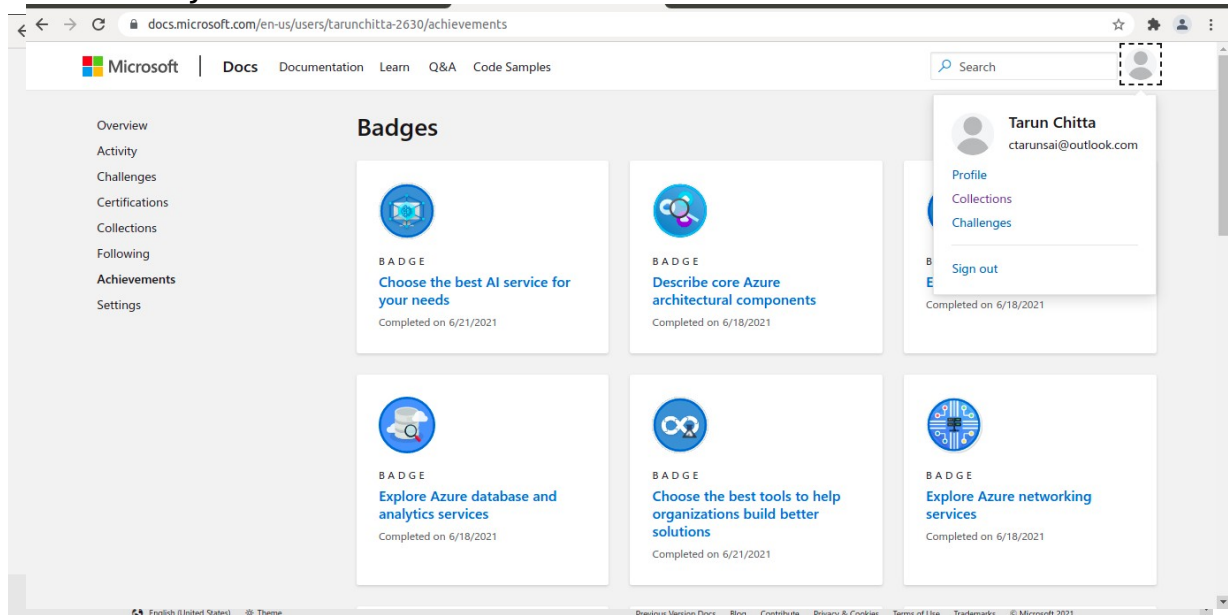 docs.microsoft.com/en-us/users/tarunchitta-2630/achievements
Microsoft Docs Documentation Learn Q&A Code Samples Search
Overview
Activity
Challenges
Certifications
Collections
Following
Achievements
Settings
Badges
Tarun Chitta
ctarunsai@outlook.com
Profile
Collections
Challenges
Sign out
BADGE
Choose the best AI service for
your needs
Completed on 6/21/2021
BADGE
Describe core Azure
architectural components
Completed on 6/18/2021
B
E
Completed on 6/18/2021
BADGE
Explore Azure database and
analytics services
Completed on 6/18/2021
BADGE
Choose the best tools to help
organizations build better
solutions
Completed on 6/21/2021
BADGE
Explore Azure networking
services
Completed on 6/18/2021
English (United States) Theme Previous Version Docs Blog Contribute Privacy & Cookies Terms of Use Trademarks © Microsoft 2021